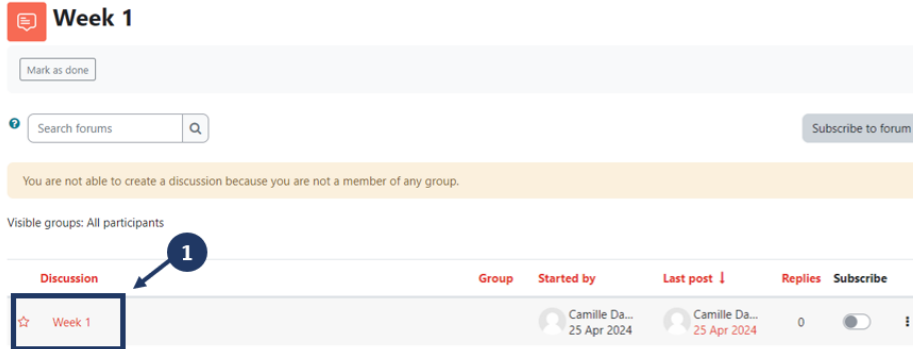 Week 1
Mark as done
Search forums
Subscribe to forum
You are not able to create a discussion because you are not a member of any group.
Visible groups: All participants
1
Discussion Group Started by Last post ↓ Replies Subscribe
Week 1 Camille Da... Camille Da... 0
25 Apr 2024 25 Apr 2024